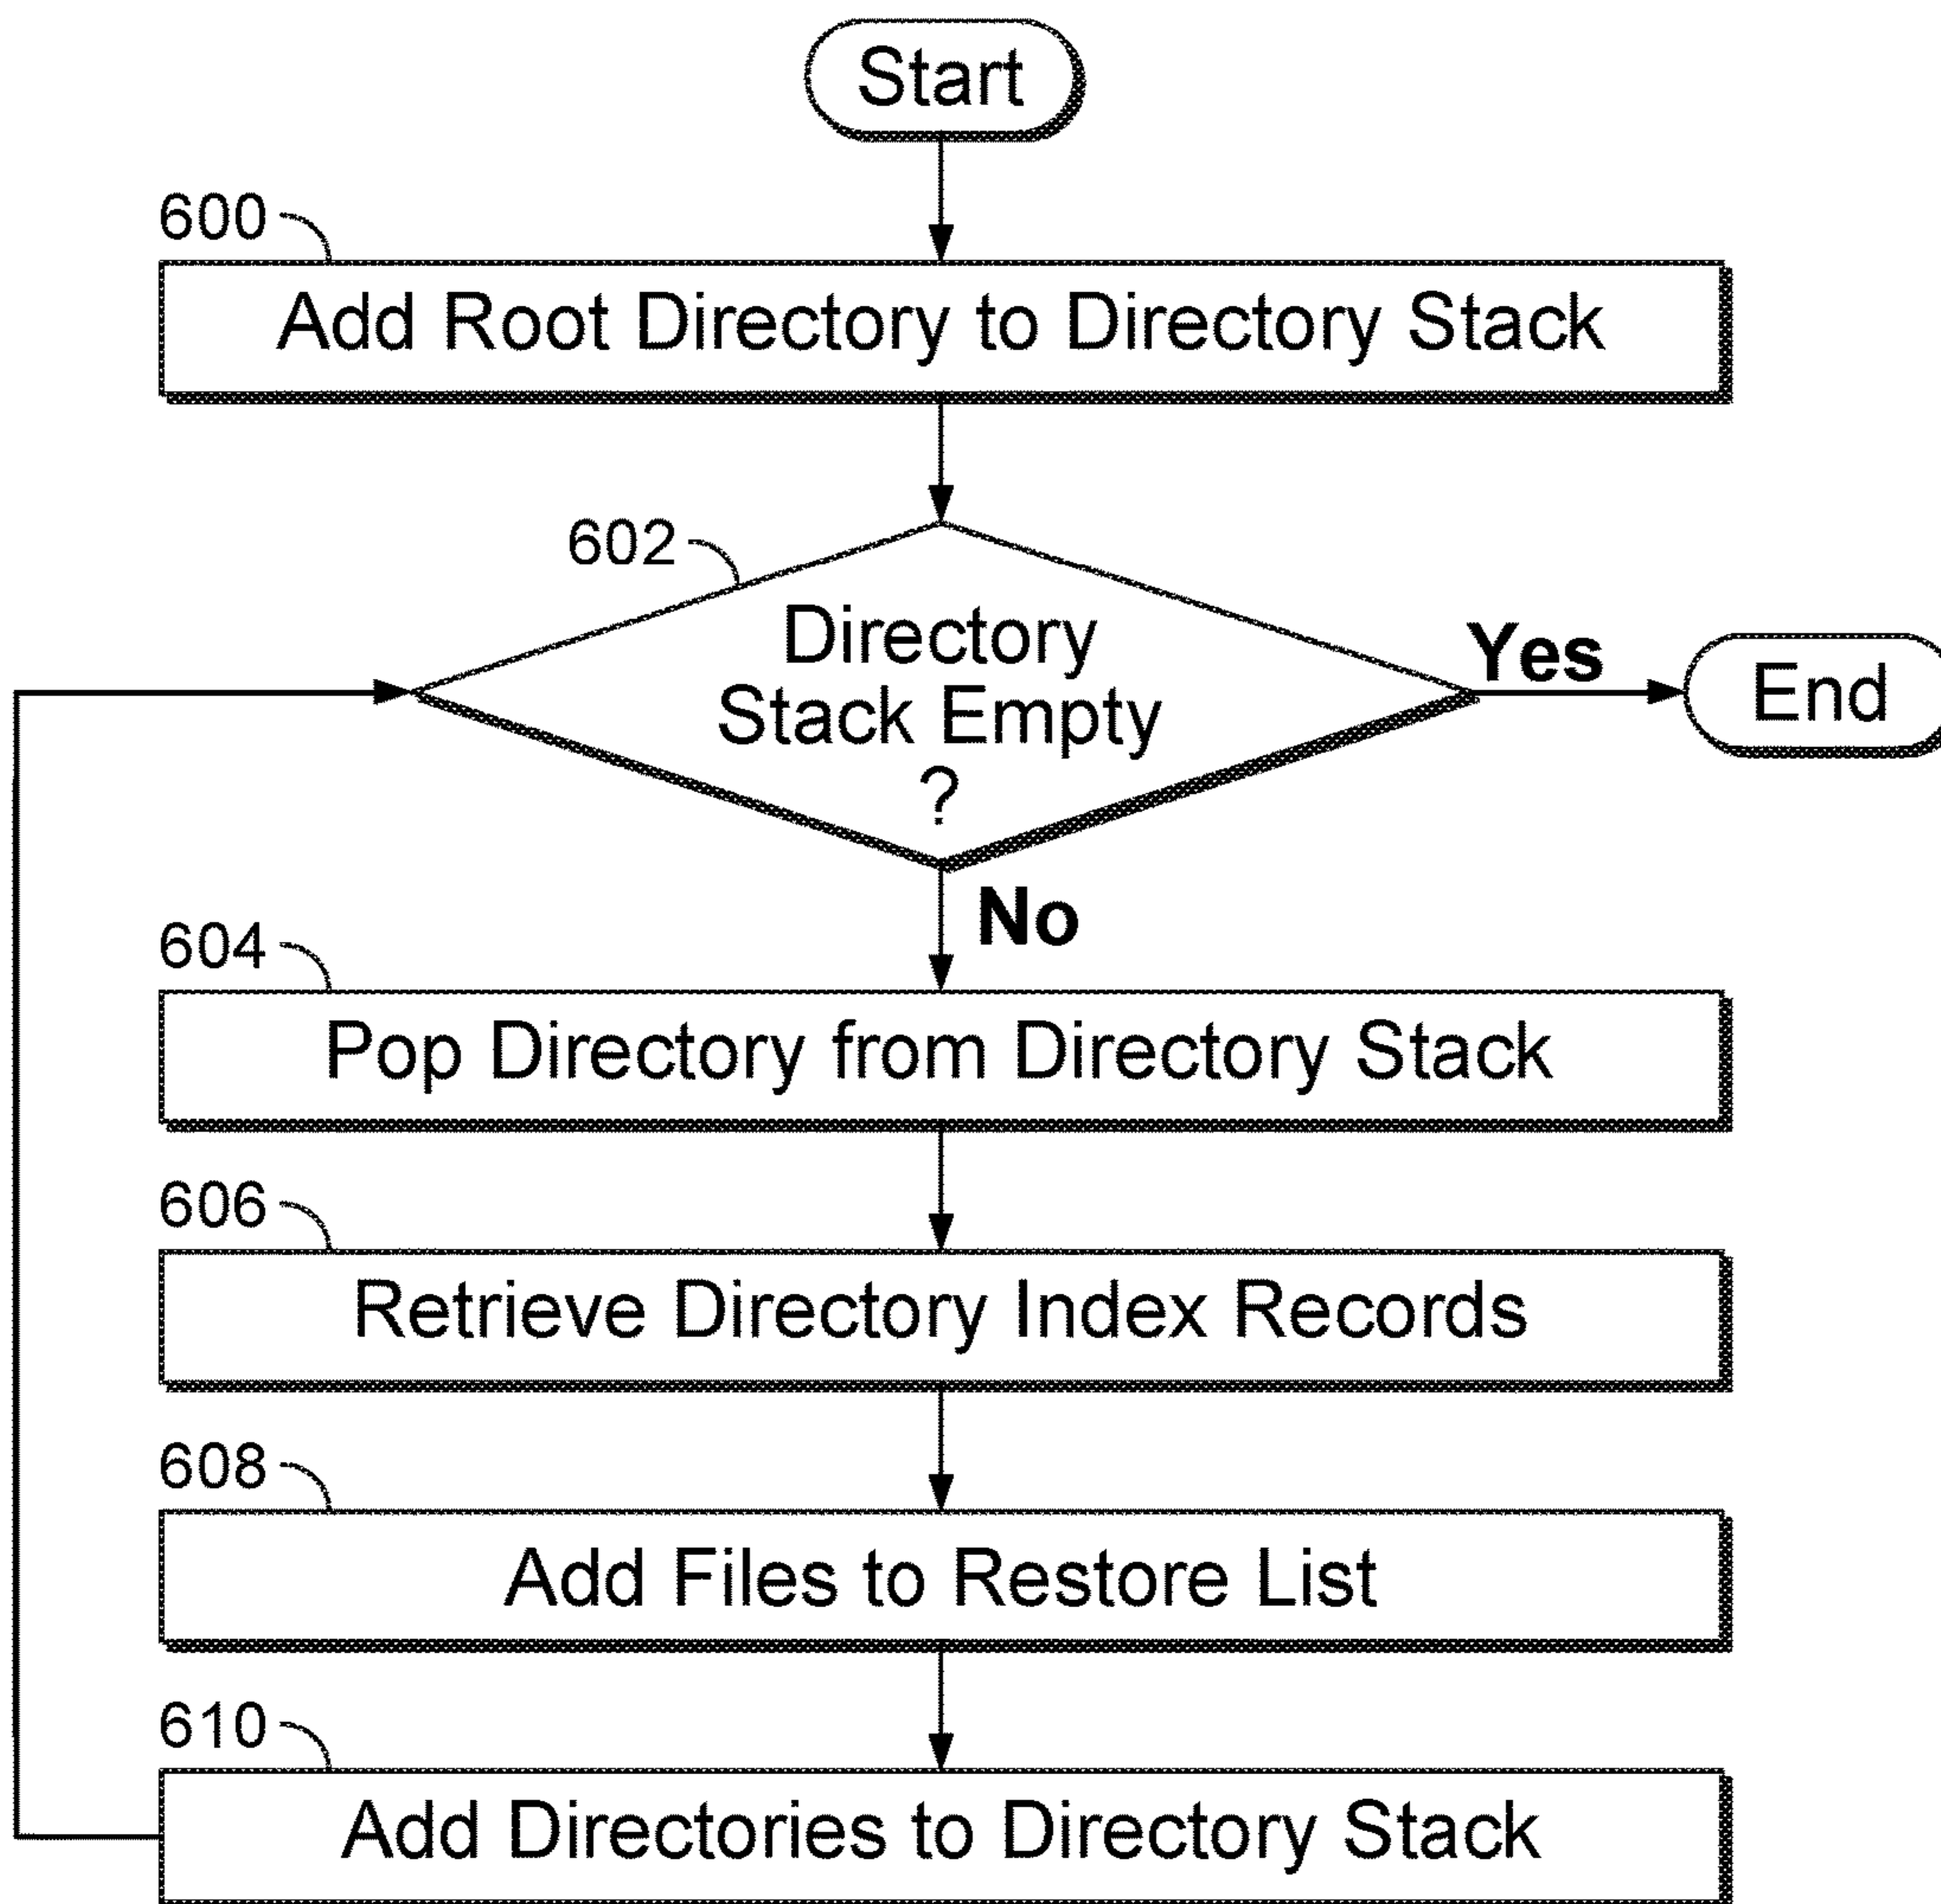 Start
600
Add Root Directory to Directory Stack
602
Directory
Stack Empty
?
Yes
End
No
604
Pop Directory from Directory Stack
606
Retrieve Directory Index Records
608
Add Files to Restore List
610
Add Directories to Directory Stack